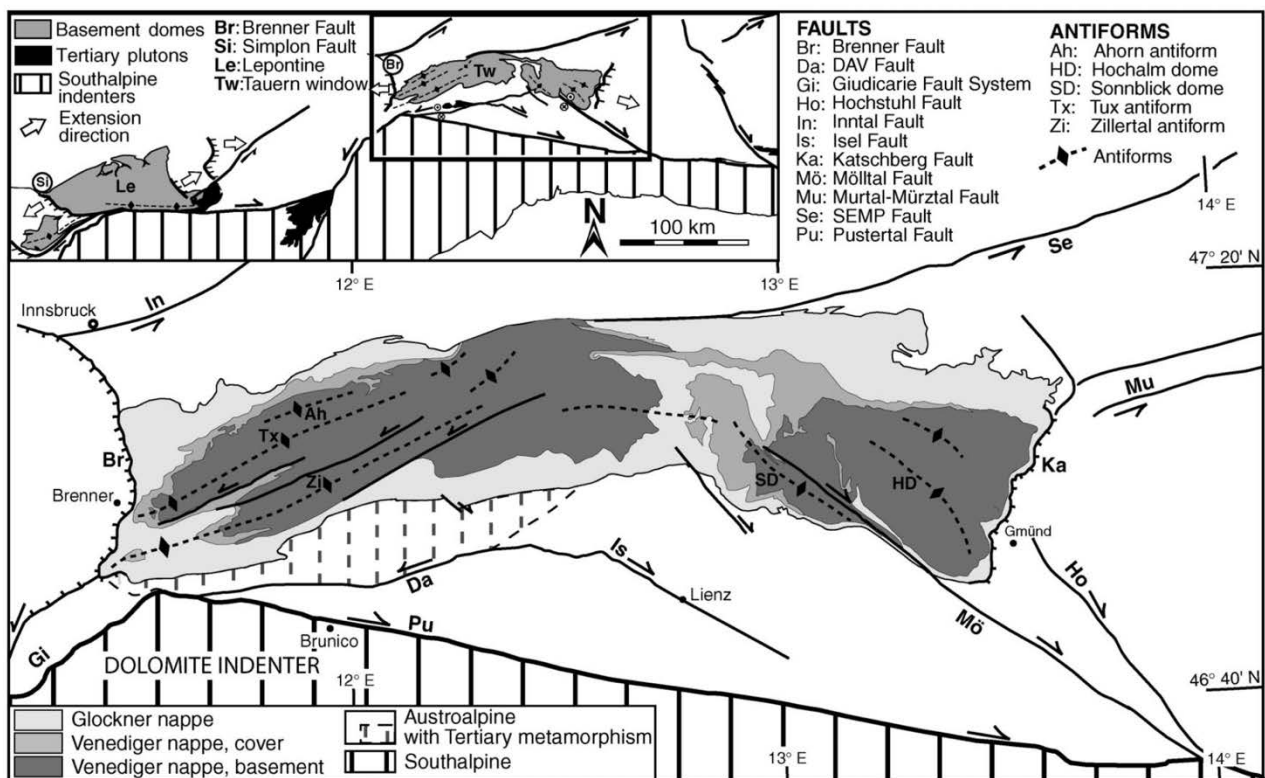 Basement domes
Tertiary plutons
Southalpine
indenters
Extension
direction
Br: Brenner Fault
Si: Simplon Fault
Le: Lepontine
Tw: Tauern window
Br
Tw
Si
Le
N
100 km
FAULTS
Br: Brenner Fault
Da: DAV Fault
Gi: Giudicarie Fault System
Ho: Hochstuhl Fault
In: Inntal Fault
Is: Isel Fault
Ka: Katschberg Fault
Mö: Mölltal Fault
Mu: Murtal-Mürztal Fault
Se: SEMP Fault
Pu: Pustertal Fault
ANTIFORMS
Ah: Ahorn antiform
HD: Hochalm dome
SD: Sonnblick dome
Tx: Tux antiform
Zi: Zillertal antiform
Antiforms
14° E
47° 20' N
12° E
13° E
Se
In
Innsbruck
Mu
Ah
Tx
Br
Zi
Brenner
SD
HD
Ka
Gmünd
Is
Da
Lienz
Ho
Mö
Pu
Brunico
Gi
DOLOMITE INDENTER
12° E
46° 40' N
13° E
14° E
Glockner nappe
Venediger nappe, cover
Venediger nappe, basement
Austroalpine
with Tertiary metamorphism
Southalpine